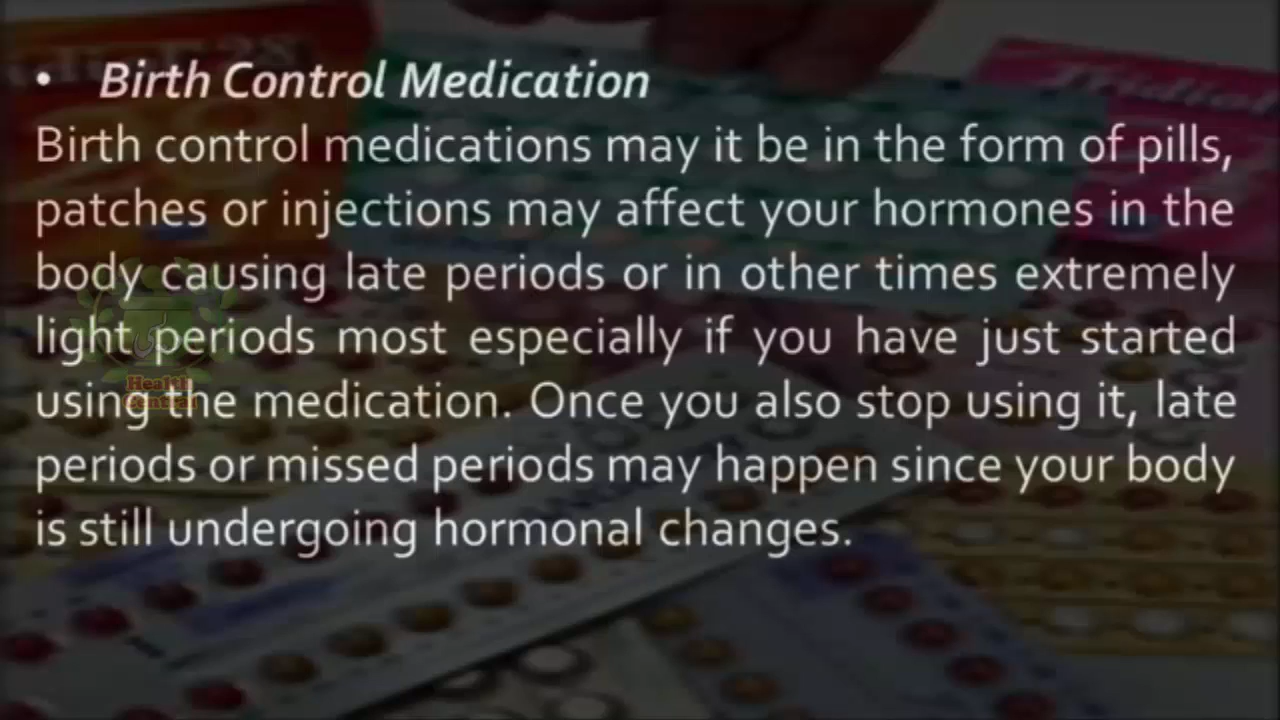 • Birth Control Medication
Birth control medications may it be in the form of pills,
patches or injections may affect your hormones in the
body causing late periods or in other times extremely
light periods most especially if you have just started
using the medication. Once you also stop using it, late
periods or missed periods may happen since your body
is still undergoing hormonal changes.
Health
Central